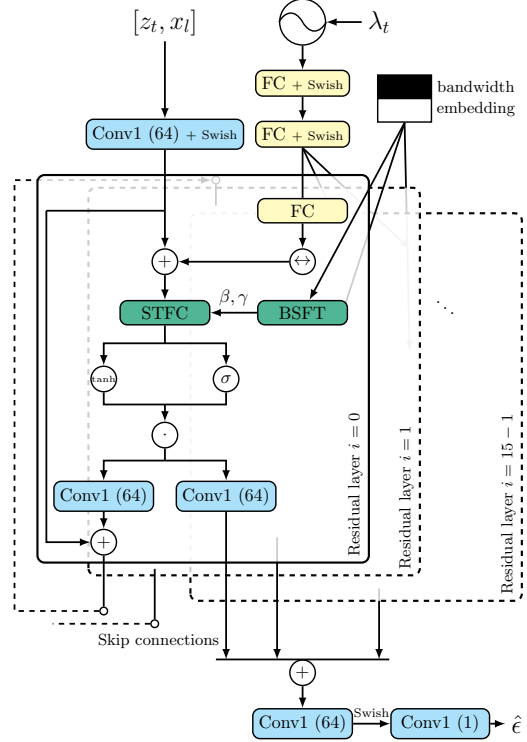 [z_t, x_l]
λ_t
FC + Swish
bandwidth
embedding
Conv1 (64) + Swish
FC + Swish
FC
+
↔
β, γ
STFC
BSFT
tanh
σ
·
Conv1 (64)
Conv1 (64)
+
Residual layer i = 0
Residual layer i = 1
Residual layer i = 15 − 1
Skip connections
+
Conv1 (64)
Swish
Conv1 (1)
ϵ̂